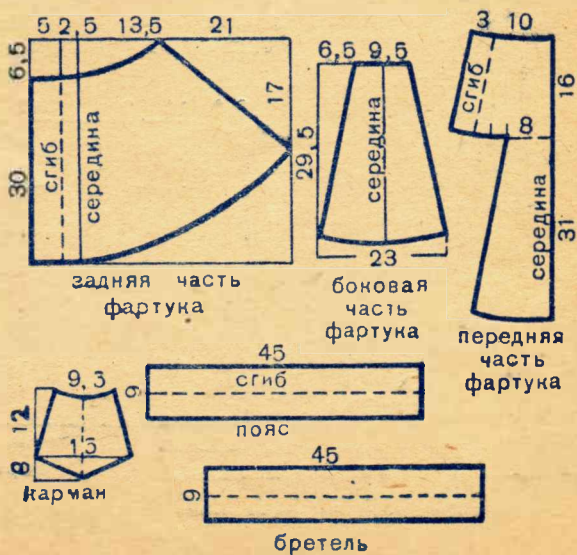 5 2,5 13,5 21
6,5
30
17
сгиб
середина
задняя часть
фартука
6,5 9,5
29,5
середина
23
боковая
часть
фартука
3 10
сгиб
16
8
середина
31
передняя
часть
фартука
9,3
12
15
8
карман
45
сгиб
9
пояс
45
9
бретель